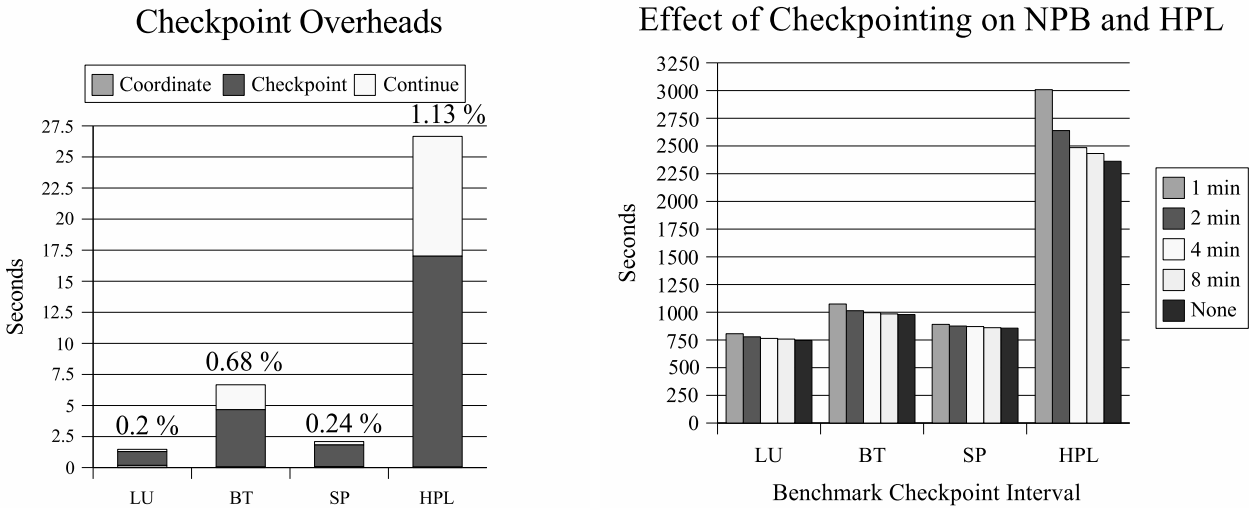 Checkpoint Overheads
Coordinate Checkpoint Continue
1.13 %
27.5
25
22.5
20
17.5
15
12.5
10
7.5
5
2.5
0
Seconds
0.68 %
0.2 %
0.24 %
LU BT SP HPL
Effect of Checkpointing on NPB and HPL
3250
3000
2750
2500
2250
2000
1750
1500
1250
1000
750
500
250
0
Seconds
LU BT SP HPL
Benchmark Checkpoint Interval
1 min
2 min
4 min
8 min
None